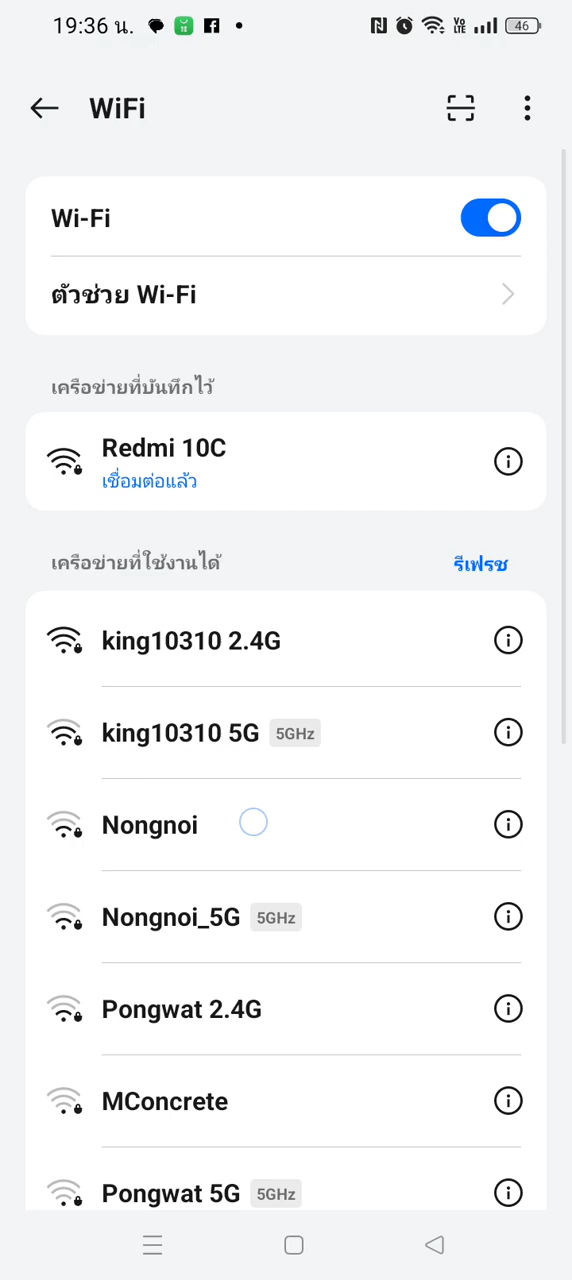 19:36 น.
Vo LTE
46
WiFi
Wi-Fi
ตัวช่วย Wi-Fi
เครือข่ายที่บันทึกไว้
Redmi 10C
เชื่อมต่อแล้ว
เครือข่ายที่ใช้งานได้ รีเฟรช
king10310 2.4G
king10310 5G 5GHz
Nongnoi
Nongnoi_5G 5GHz
Pongwat 2.4G
MConcrete
Pongwat 5G 5GHz